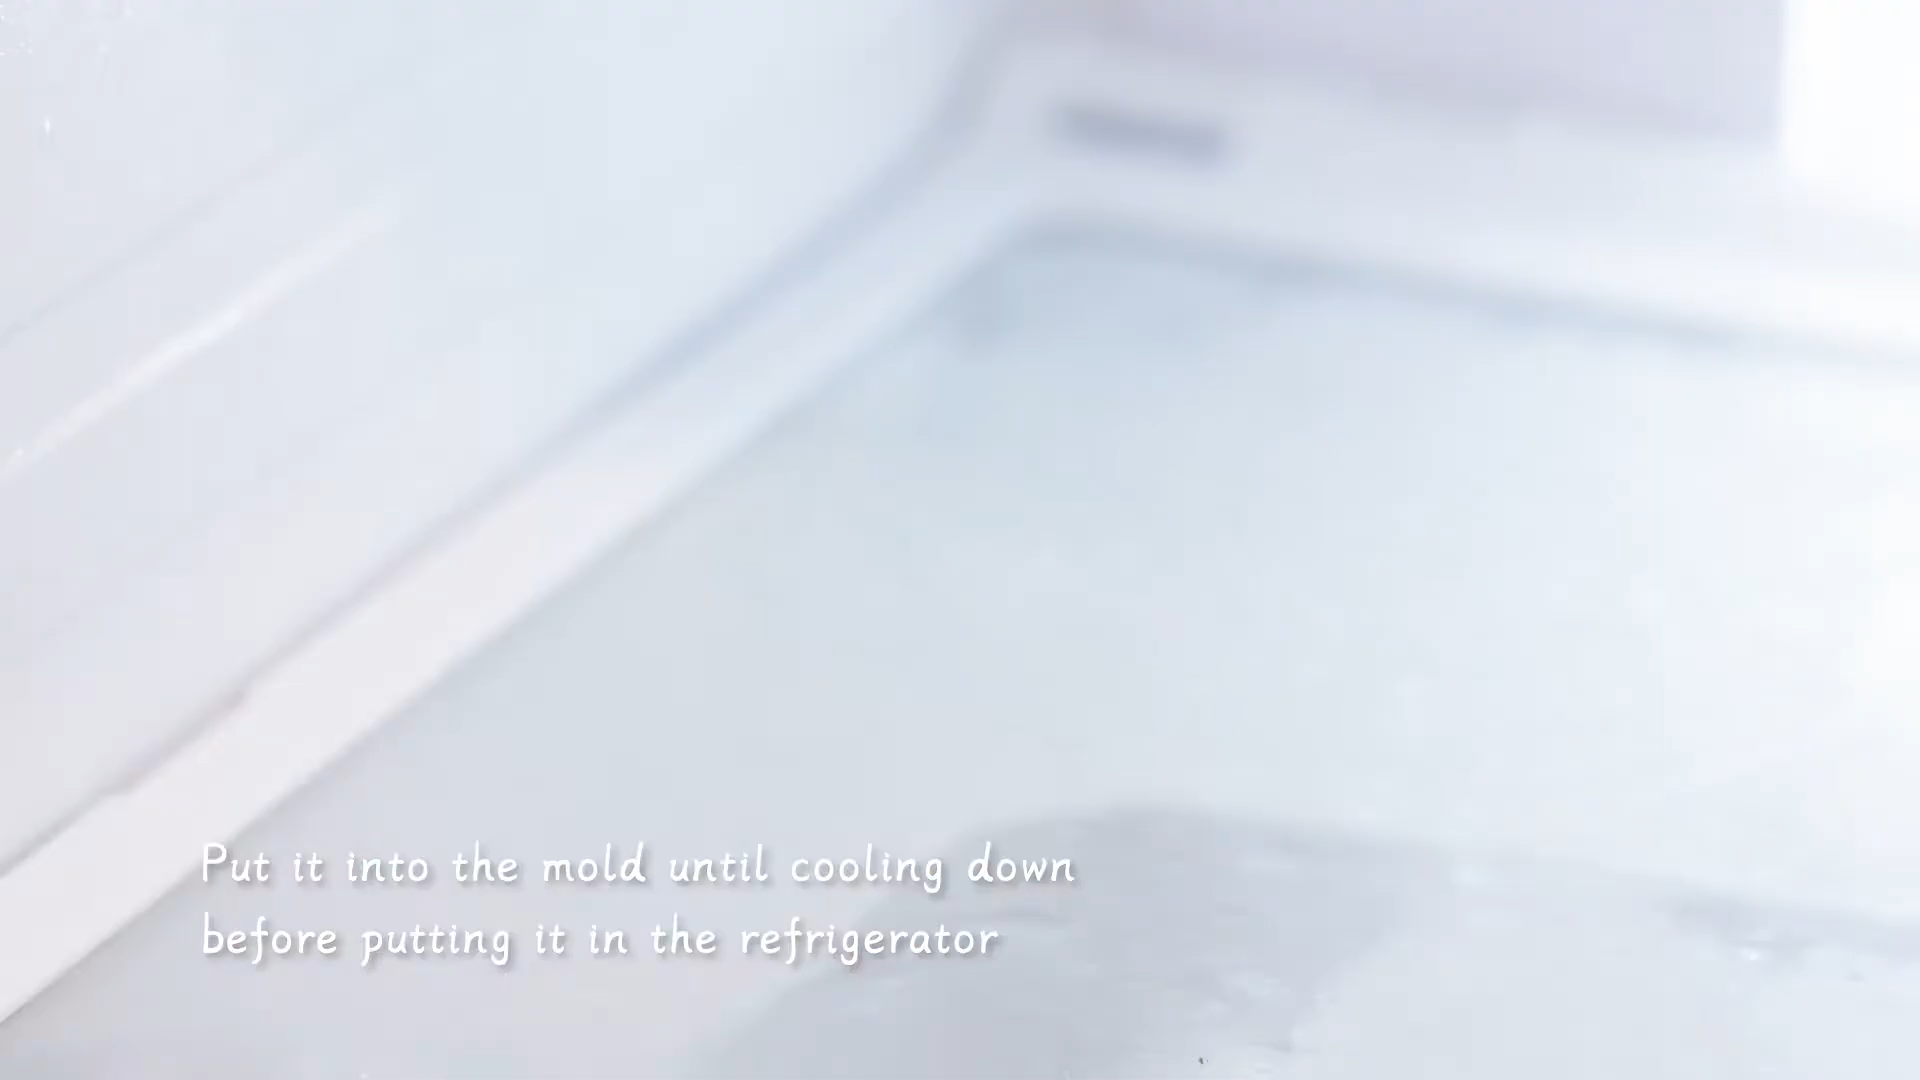 Put it into the mold until cooling down
before putting it in the refrigerator